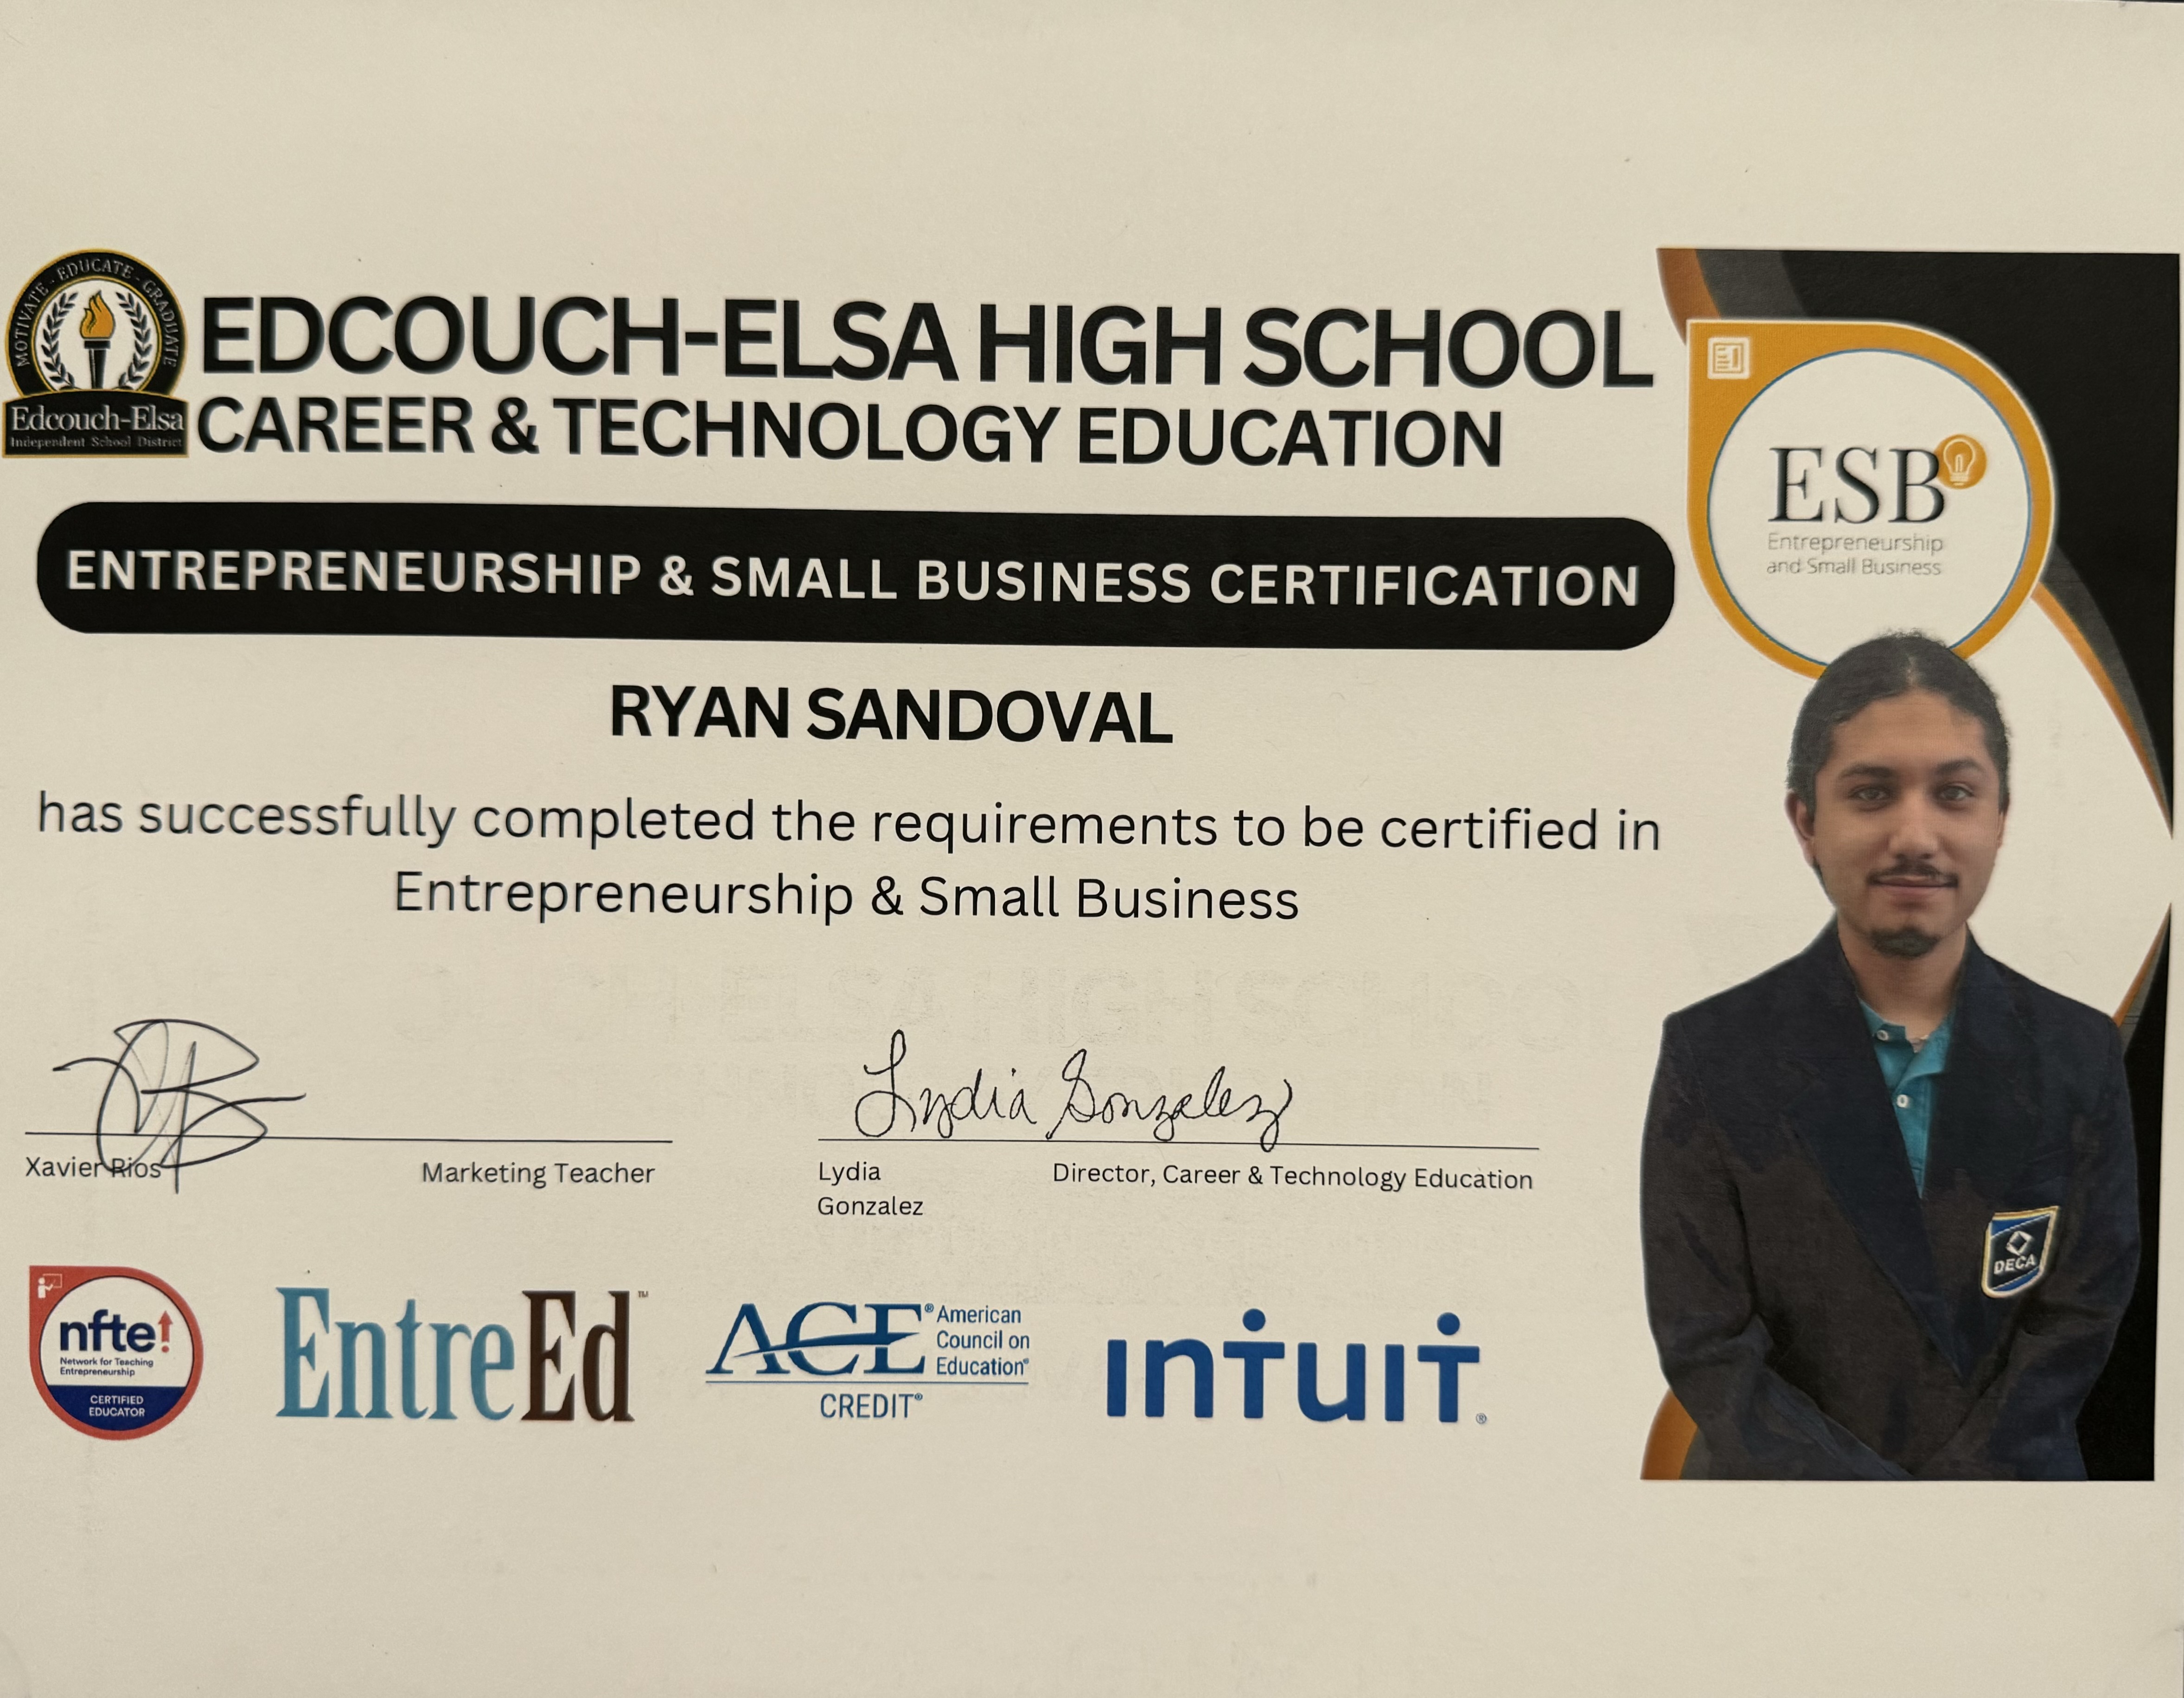 MOTIVATE - EDUCATE - GRADUATE
Edcouch-Elsa
Independent School District
EDCOUCH-ELSA HIGH SCHOOL
CAREER & TECHNOLOGY EDUCATION
ENTREPRENEURSHIP & SMALL BUSINESS CERTIFICATION
ESB
Entrepreneurship
and Small Business
RYAN SANDOVAL
has successfully completed the requirements to be certified in
Entrepreneurship & Small Business
Lydia Gonzalez
Xavier Rios
Marketing Teacher
Lydia
Gonzalez
Director, Career & Technology Education
DECA
nfte!
Network for Teaching
Entrepreneurship
CERTIFIED
EDUCATOR
EntreEd™
ACE®
American
Council on
Education®
CREDIT®
ıntuıt®